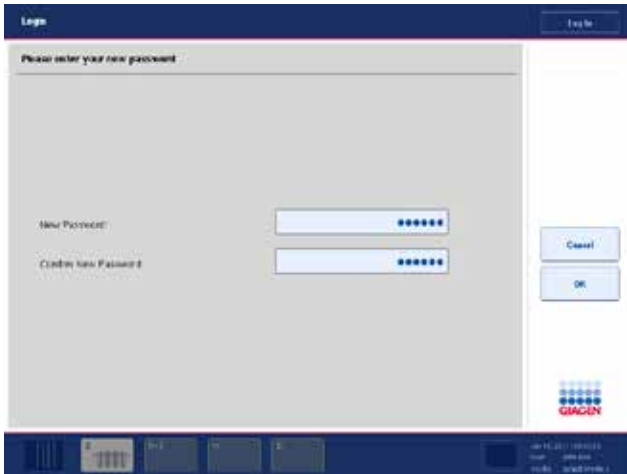 Login
Log In
Please enter your new password
New Password:
Confirm New Password:
Cancel
OK
QIAGEN